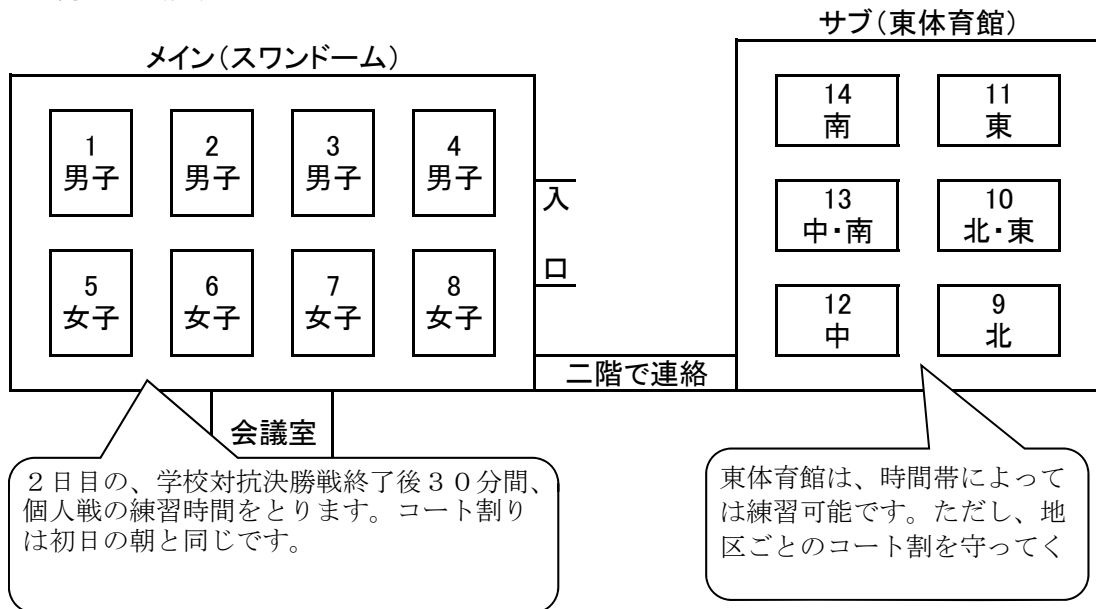 サブ(東体育館)
メイン(スワンドーム)
14
南
11
東
1
男子
2
男子
3
男子
4
男子
入
口
13
中・南
10
北・東
5
女子
6
女子
7
女子
8
女子
12
中
9
北
二階で連絡
会議室
2日目の、学校対抗決勝戦終了後30分間、
個人戦の練習時間をとります。コート割り
は初日の朝と同じです。
東体育館は、時間帯によって
は練習可能です。ただし、地
区ごとのコート割を守ってく